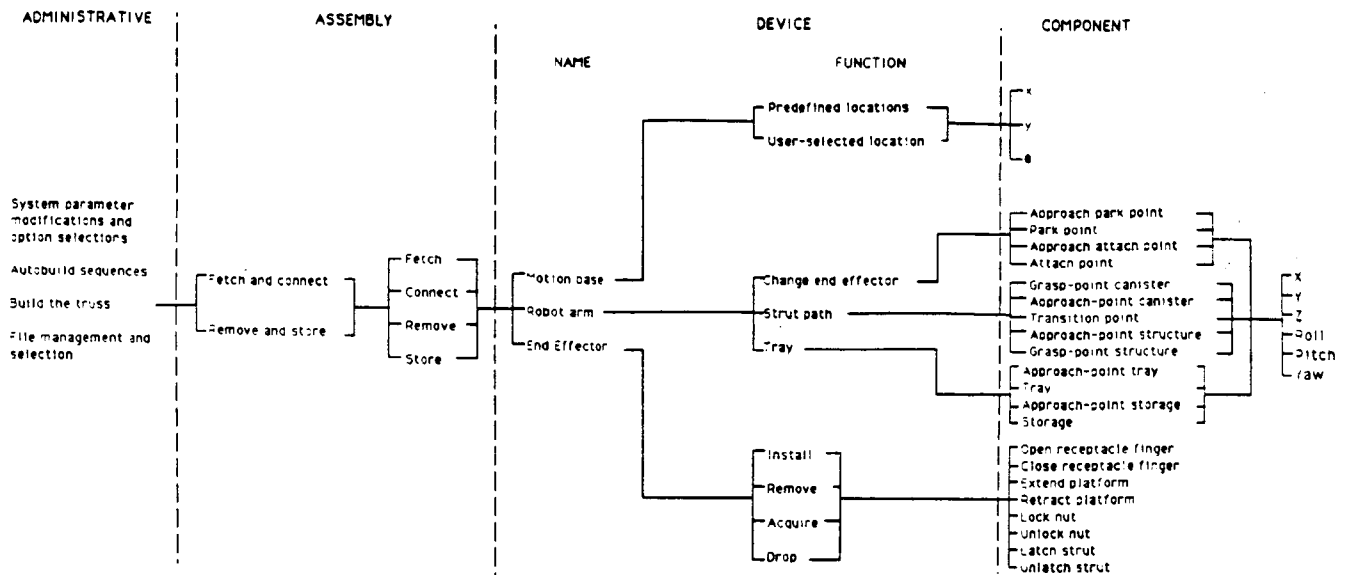 ADMINISTRATIVE
ASSEMBLY
DEVICE
COMPONENT
NAME
FUNCTION
System parameter
modifications and
option selections
Autobuild sequences
Build the truss
File management and
selection
Fetch and connect
Remove and store
Fetch
Connect
Remove
Store
Motion base
Robot arm
End Effector
Predefined locations
User-selected location
Change end effector
Strut path
Tray
Install
Remove
Acquire
Drop
x
y
θ
Approach park point
Park point
Approach attach point
Attach point
Grasp-point canister
Approach-point canister
Transition point
Approach-point structure
Grasp-point structure
Approach-point tray
Tray
Approach-point storage
Storage
Open receptacle finger
Close receptacle finger
Extend platform
Retract platform
Lock nut
Unlock nut
Latch strut
Unlatch strut
X
Y
Z
Roll
Pitch
Yaw